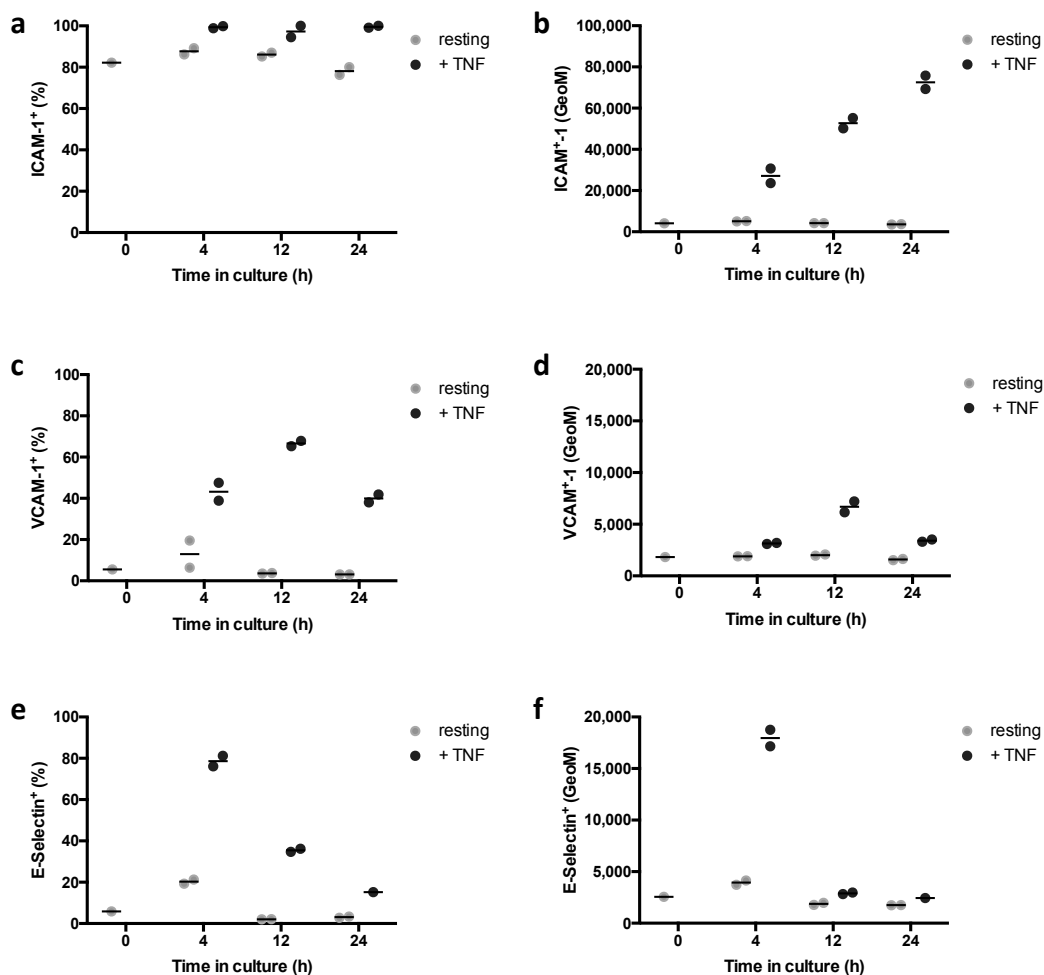 a
ICAM-1⁺ (%)
100
80
60
40
20
0
0 4 12 24
Time in culture (h)
resting
+ TNF
b
ICAM⁺-1 (GeoM)
100,000
80,000
60,000
40,000
20,000
0
0 4 12 24
Time in culture (h)
resting
+ TNF
c
VCAM-1⁺ (%)
100
80
60
40
20
0
0 4 12 24
Time in culture (h)
resting
+ TNF
d
VCAM⁺-1 (GeoM)
20,000
15,000
10,000
5,000
0
0 4 12 24
Time in culture (h)
resting
+ TNF
e
E-Selectin⁺ (%)
100
80
60
40
20
0
0 4 12 24
Time in culture (h)
resting
+ TNF
f
E-Selectin⁺ (GeoM)
20,000
15,000
10,000
5,000
0
0 4 12 24
Time in culture (h)
resting
+ TNF